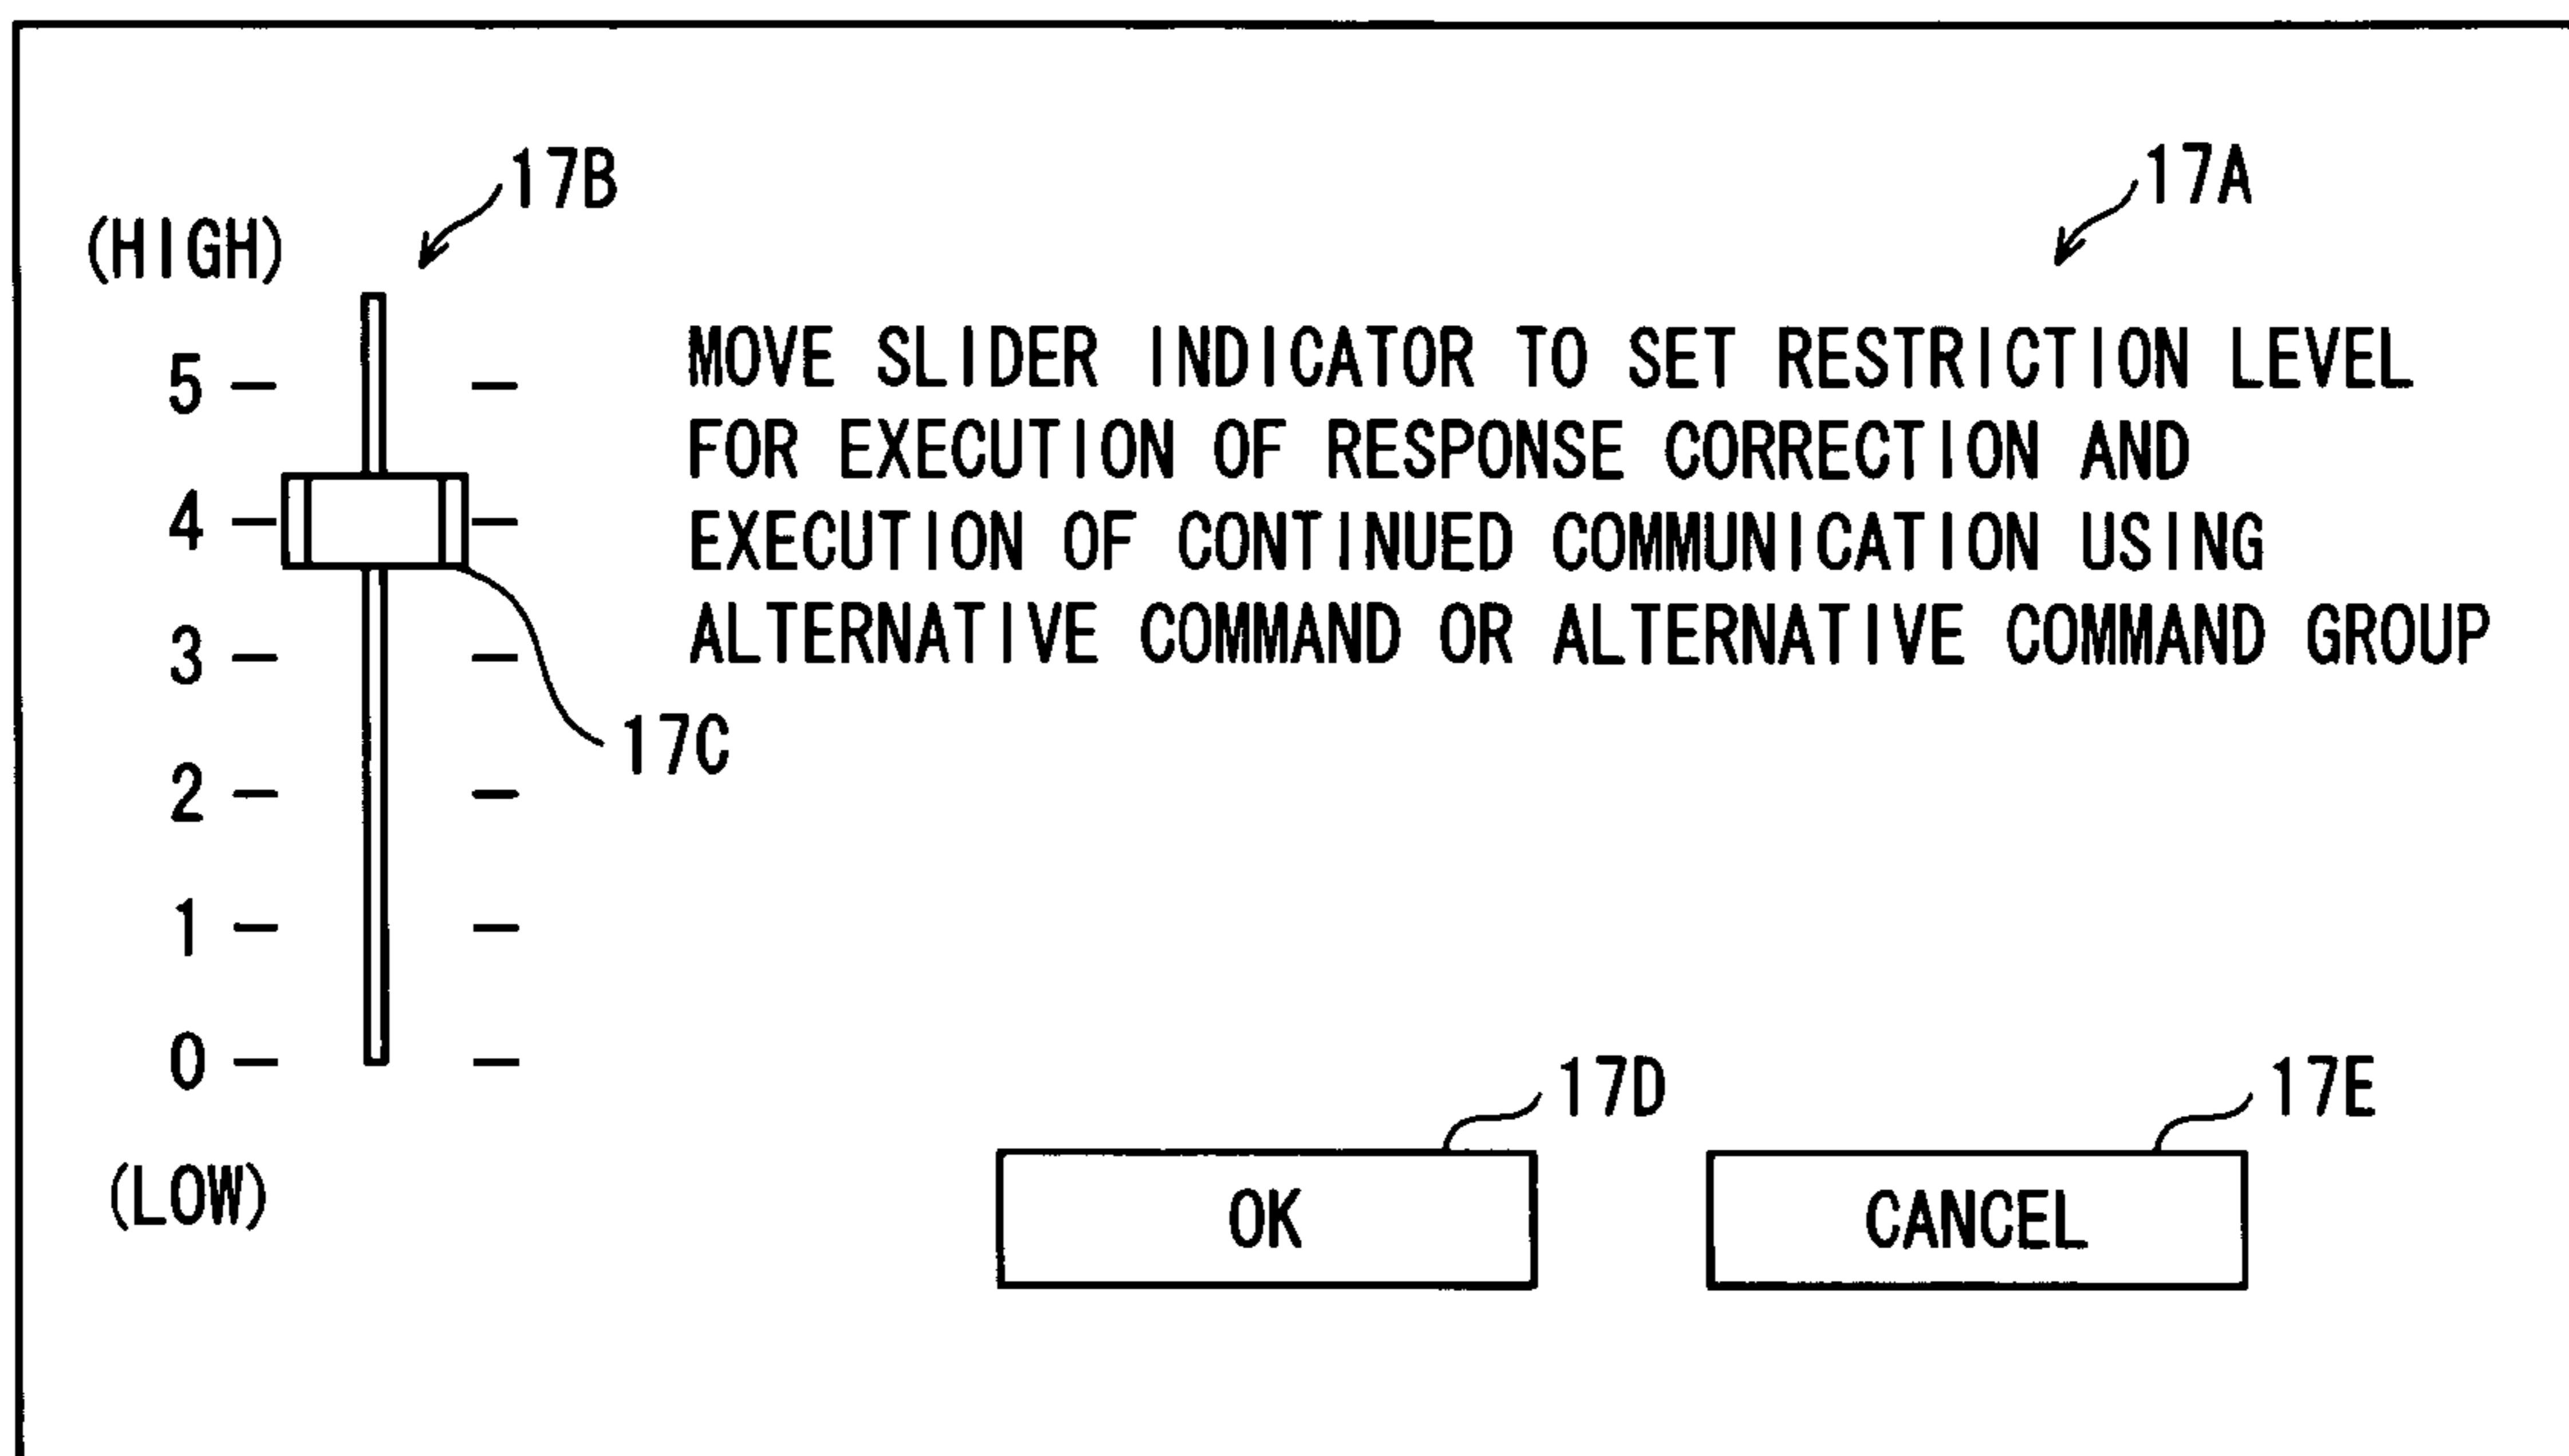 17B
17A
(HIGH)
5
MOVE SLIDER INDICATOR TO SET RESTRICTION LEVEL
FOR EXECUTION OF RESPONSE CORRECTION AND
4
EXECUTION OF CONTINUED COMMUNICATION USING
ALTERNATIVE COMMAND OR ALTERNATIVE COMMAND GROUP
3
17C
2
1
0
17D
17E
(LOW)
OK
CANCEL